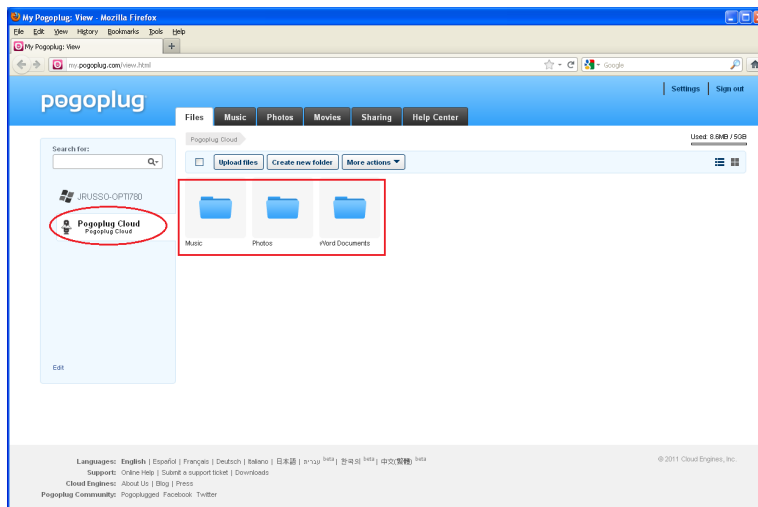 My Pogoplug: View - Mozilla Firefox
File Edit View History Bookmarks Tools Help
My Pogoplug: View +
my.pogoplug.com/view.html Google
Settings | Sign out
pogoplug
Files Music Photos Movies Sharing Help Center
Pogoplug Cloud Used: 8.6MB / 5GB
Search for:
Upload files Create new folder More actions
JRUSSO-OPTI780
Pogoplug Cloud
Pogoplug Cloud
Music Photos Word Documents
Edit
Languages: English | Español | Français | Deutsch | Italiano | 日本語 | עברית beta | 한국의 beta | 中文(繁體) beta © 2011 Cloud Engines, Inc.
Support: Online Help | Submit a support ticket | Downloads
Cloud Engines: About Us | Blog | Press
Pogoplug Community: Pogoplugged Facebook Twitter